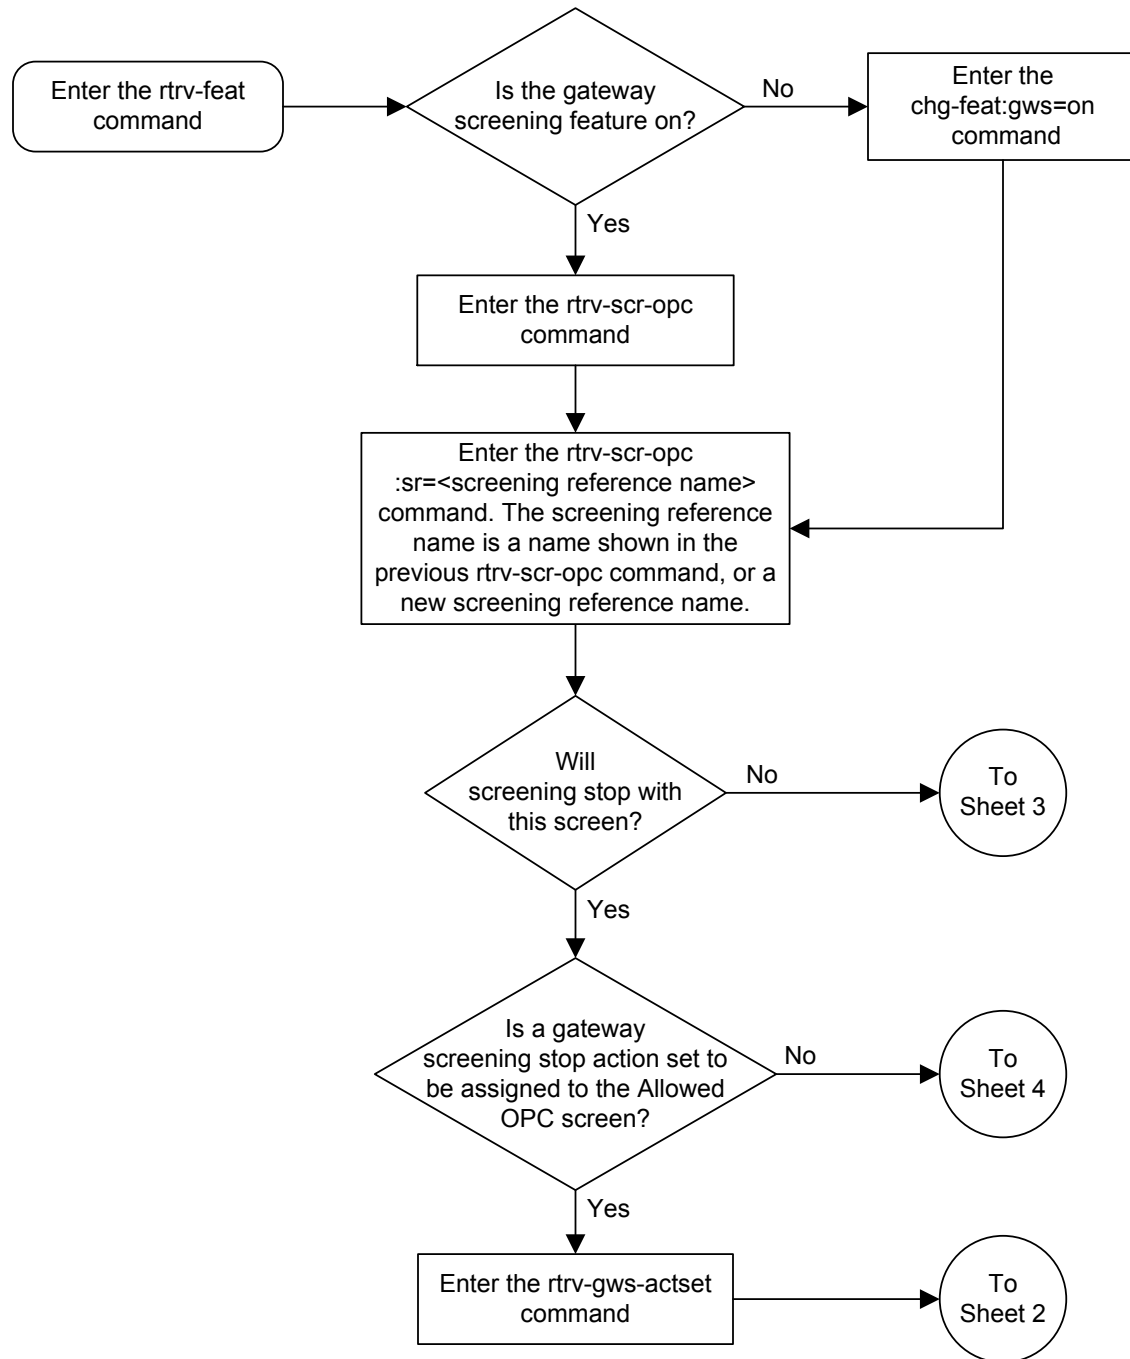 Enter the rtrv-feat
command
Is the gateway
screening feature on?
No
Enter the
chg-feat:gws=on
command
Yes
Enter the rtrv-scr-opc
command
Enter the rtrv-scr-opc
:sr=<screening reference name>
command. The screening reference
name is a name shown in the
previous rtrv-scr-opc command, or a
new screening reference name.
Will
screening stop with
this screen?
No
To
Sheet 3
Yes
Is a gateway
screening stop action set to
be assigned to the Allowed
OPC screen?
No
To
Sheet 4
Yes
Enter the rtrv-gws-actset
command
To
Sheet 2